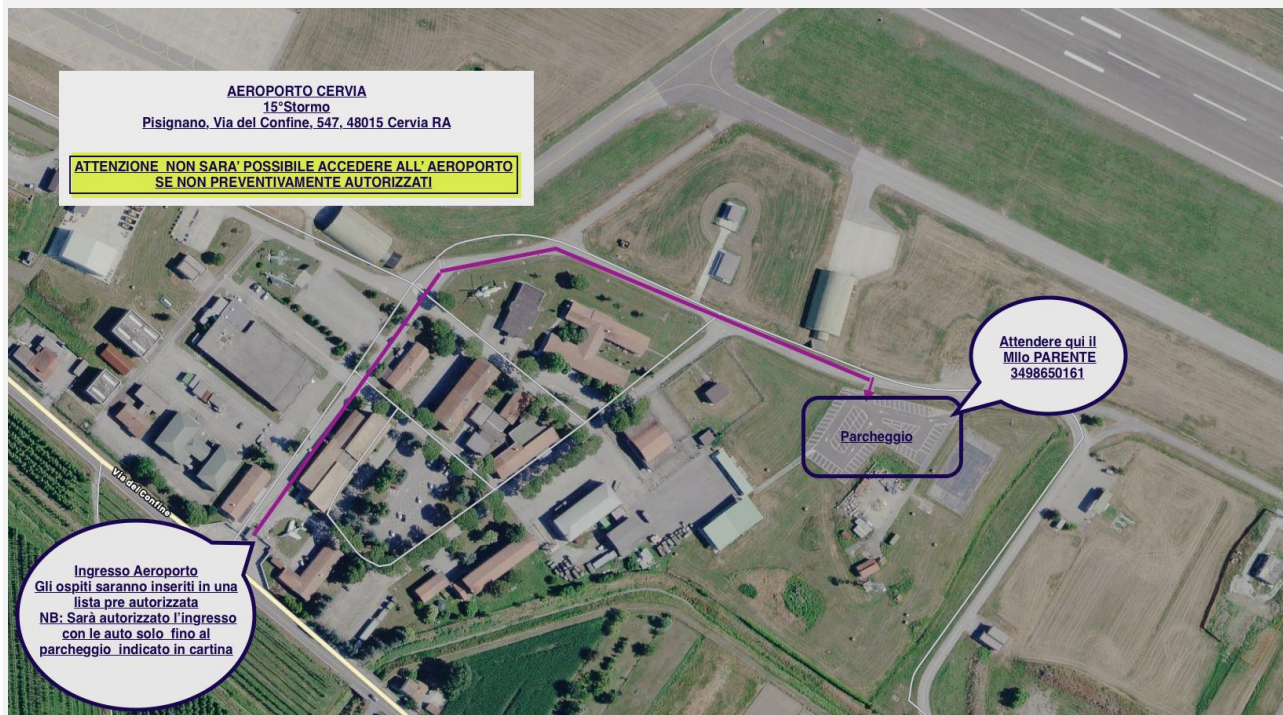 AEROPORTO CERVIA
15°Stormo
Pisignano, Via del Confine, 547, 48015 Cervia RA
ATTENZIONE NON SARA' POSSIBILE ACCEDERE ALL' AEROPORTO
SE NON PREVENTIVAMENTE AUTORIZZATI
Attendere qui il
Mllo PARENTE
3498650161
Parcheggio
Via del Confine
Ingresso Aeroporto
Gli ospiti saranno inseriti in una
lista pre autorizzata
NB: Sarà autorizzato l'ingresso
con le auto solo fino al
parcheggio indicato in cartina